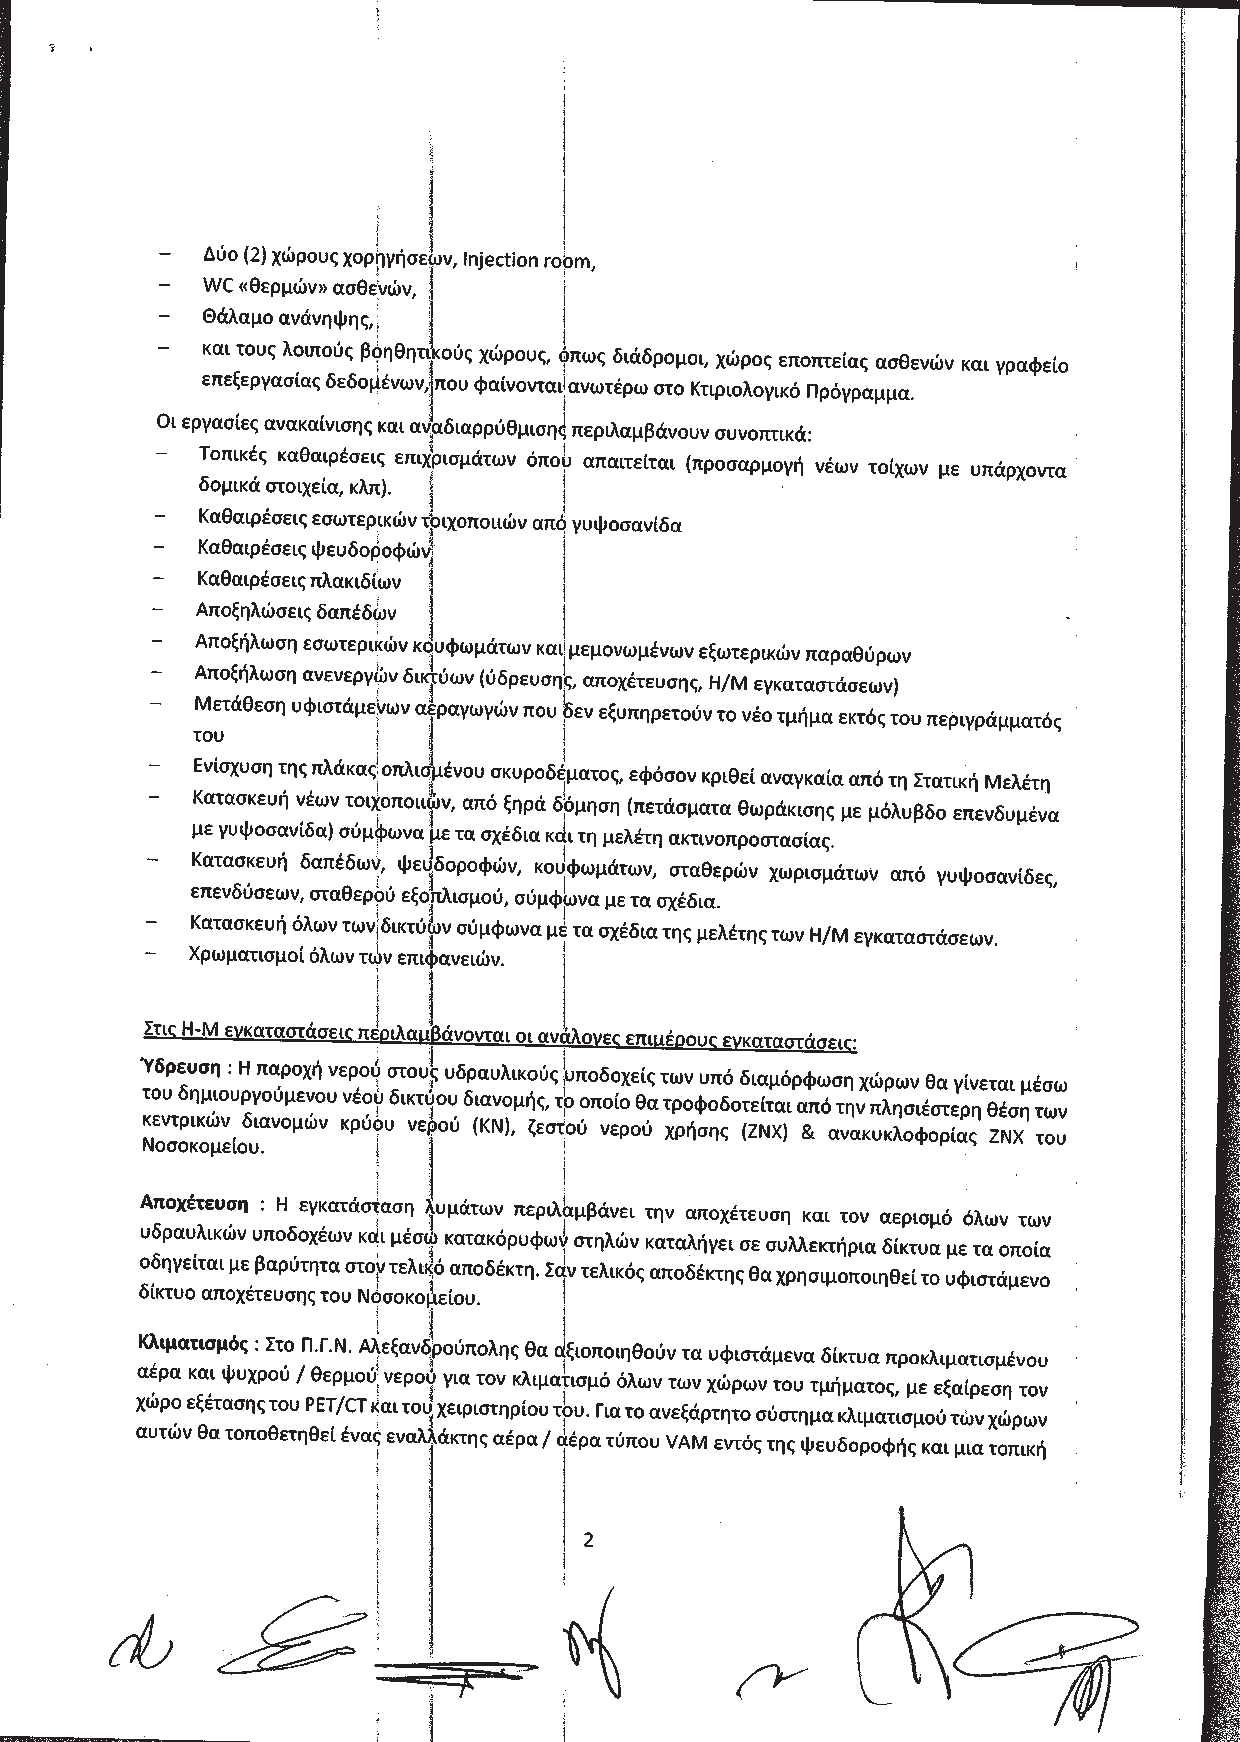 – Δύο (2) χώρους χορηγήσεων, Injection room,
– WC «θερμών» ασθενών,
– Θάλαμο ανάνηψης,
– και τους λοιπούς βοηθητικούς χώρους, όπως διάδρομοι, χώρος εποπτείας ασθενών και γραφείο
επεξεργασίας δεδομένων, που φαίνονται ανωτέρω στο Κτιριολογικό Πρόγραμμα.
Οι εργασίες ανακαίνισης και αναδιαρρύθμισης περιλαμβάνουν συνοπτικά:
– Τοπικές καθαιρέσεις επιχρισμάτων όπου απαιτείται (προσαρμογή νέων τοίχων με υπάρχοντα
δομικά στοιχεία, κλπ).
– Καθαιρέσεις εσωτερικών τοιχοποιιών από γυψοσανίδα
– Καθαιρέσεις ψευδοροφών
– Καθαιρέσεις πλακιδίων
– Αποξηλώσεις δαπέδων
– Αποξήλωση εσωτερικών κουφωμάτων και μεμονωμένων εξωτερικών παραθύρων
– Αποξήλωση ανενεργών δικτύων (ύδρευσης, αποχέτευσης, Η/Μ εγκαταστάσεων)
– Μετάθεση υφιστάμενων αεραγωγών που δεν εξυπηρετούν το νέο τμήμα εκτός του περιγράμματός
του
– Ενίσχυση της πλάκας οπλισμένου σκυροδέματος, εφόσον κριθεί αναγκαία από τη Στατική Μελέτη
– Κατασκευή νέων τοιχοποιιών, από ξηρά δόμηση (πετάσματα θωράκισης με μόλυβδο επενδυμένα
με γυψοσανίδα) σύμφωνα με τα σχέδια και τη μελέτη ακτινοπροστασίας.
– Κατασκευή δαπέδων, ψευδοροφών, κουφωμάτων, σταθερών χωρισμάτων από γυψοσανίδες,
επενδύσεων, σταθερού εξοπλισμού, σύμφωνα με τα σχέδια.
– Κατασκευή όλων των δικτύων σύμφωνα με τα σχέδια της μελέτης των Η/Μ εγκαταστάσεων.
– Χρωματισμοί όλων των επιφανειών.
Στις Η-Μ εγκαταστάσεις περιλαμβάνονται οι ανάλογες επιμέρους εγκαταστάσεις:
Ύδρευση : Η παροχή νερού στους υδραυλικούς υποδοχείς των υπό διαμόρφωση χώρων θα γίνεται μέσω
του δημιουργούμενου νέου δικτύου διανομής, το οποίο θα τροφοδοτείται από την πλησιέστερη θέση των
κεντρικών διανομών κρύου νερού (ΚΝ), ζεστού νερού χρήσης (ΖΝΧ) & ανακυκλοφορίας ΖΝΧ του
Νοσοκομείου.
Αποχέτευση : Η εγκατάσταση λυμάτων περιλαμβάνει την αποχέτευση και τον αερισμό όλων των
υδραυλικών υποδοχέων και μέσω κατακόρυφων στηλών καταλήγει σε συλλεκτήρια δίκτυα με τα οποία
οδηγείται με βαρύτητα στον τελικό αποδέκτη. Σαν τελικός αποδέκτης θα χρησιμοποιηθεί το υφιστάμενο
δίκτυο αποχέτευσης του Νοσοκομείου.
Κλιματισμός : Στο Π.Γ.Ν. Αλεξανδρούπολης θα αξιοποιηθούν τα υφιστάμενα δίκτυα προκλιματισμένου
αέρα και ψυχρού / θερμού νερού για τον κλιματισμό όλων των χώρων του τμήματος, με εξαίρεση τον
χώρο εξέτασης του PET/CT και του χειριστηρίου του. Για το ανεξάρτητο σύστημα κλιματισμού των χώρων
αυτών θα τοποθετηθεί ένας εναλλάκτης αέρα / αέρα τύπου VAM εντός της ψευδοροφής και μια τοπική
2